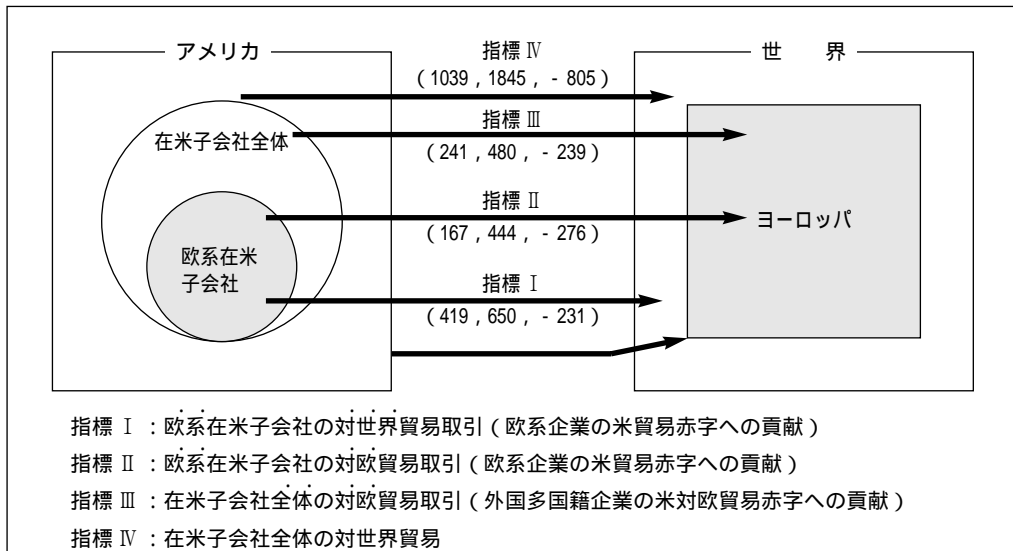 アメリカ
世　界
指標 Ⅳ
( 1039 , 1845 , - 805 )
指標 Ⅲ
( 241 , 480 , - 239 )
在米子会社全体
指標 Ⅱ
( 167 , 444 , - 276 )
ヨーロッパ
欧系在米
子会社
指標 Ⅰ
( 419 , 650 , - 231 )
指標 Ⅰ：欧系在米子会社の対世界貿易取引（欧系企業の米貿易赤字への貢献）
指標 Ⅱ：欧系在米子会社の対欧貿易取引（欧系企業の米貿易赤字への貢献）
指標 Ⅲ：在米子会社全体の対欧貿易取引（外国多国籍企業の米対欧貿易赤字への貢献）
指標 Ⅳ：在米子会社全体の対世界貿易